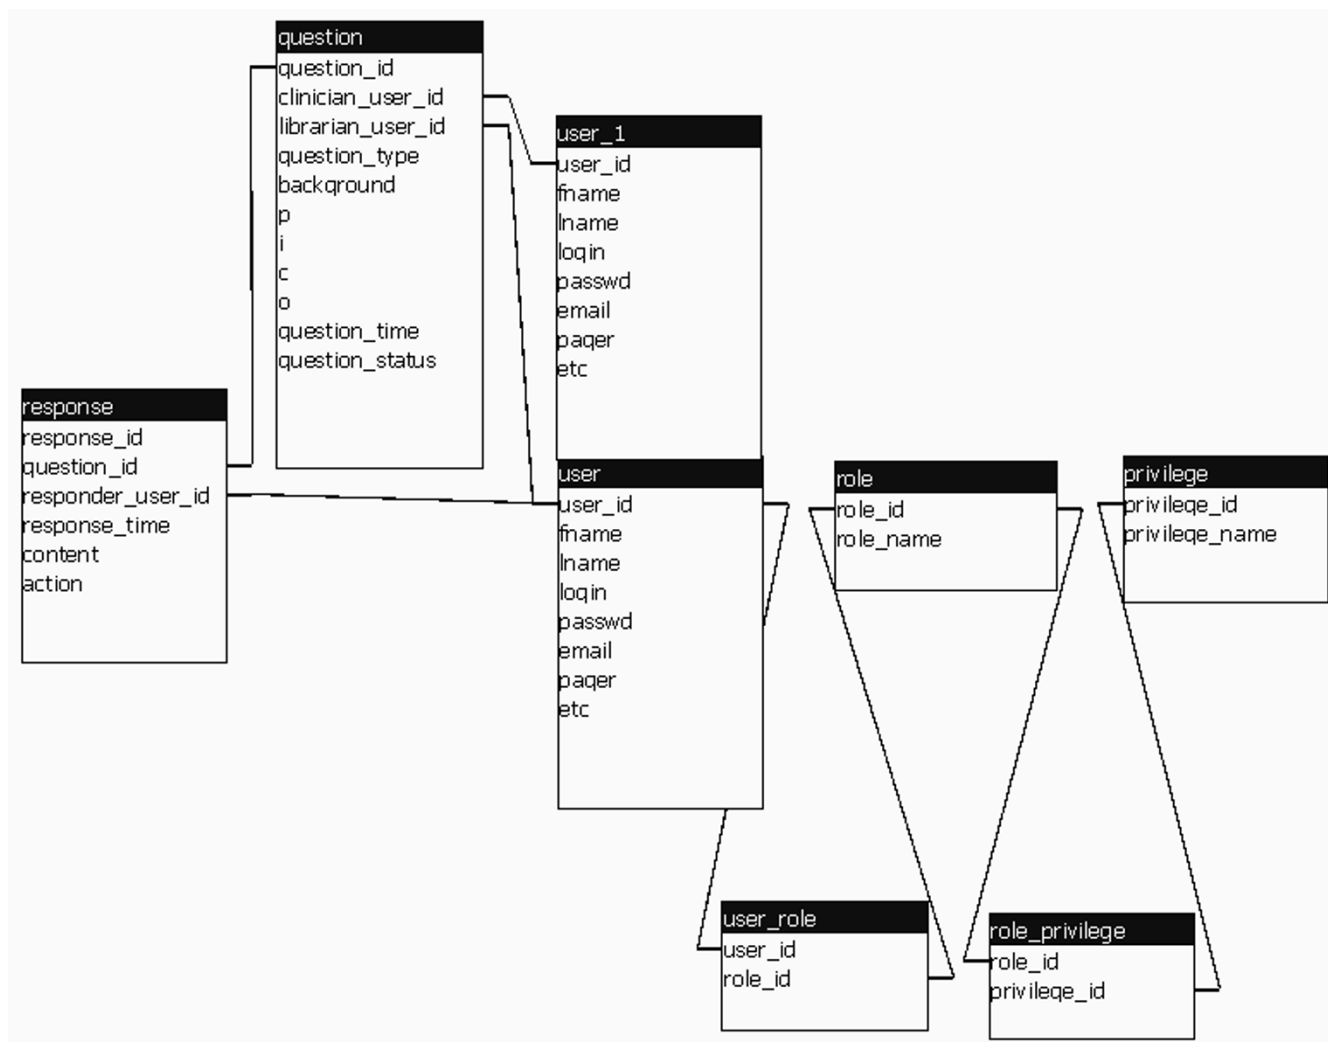 question
question_id
clinician_user_id
librarian_user_id
question_type
background
p
i
c
o
question_time
question_status
user_1
user_id
fname
lname
login
passwd
email
pager
etc
response
response_id
question_id
responder_user_id
response_time
content
action
user
user_id
fname
lname
login
passwd
email
pager
etc
role
role_id
role_name
privilege
privilege_id
privilege_name
user_role
user_id
role_id
role_privilege
role_id
privilege_id